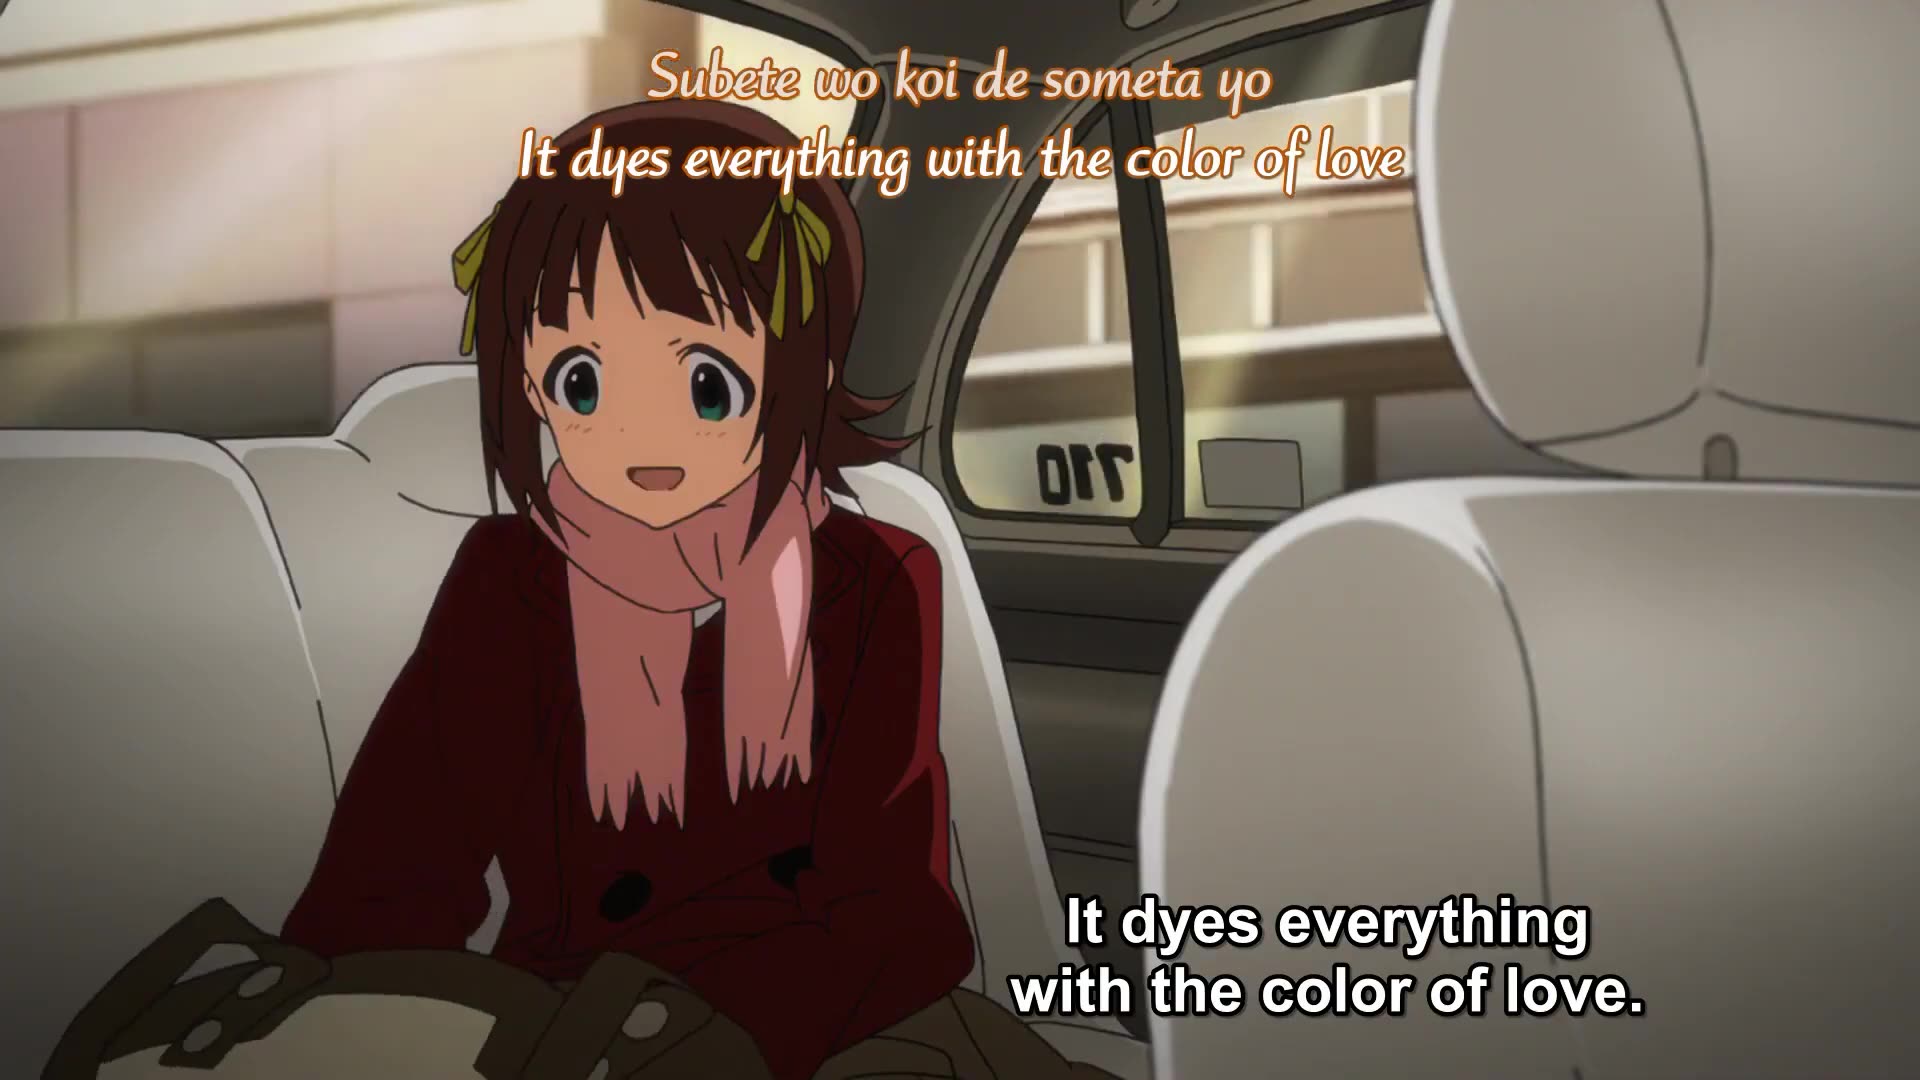 Subete wo koi de someta yo
It dyes everything with the color of love
710
It dyes everything
with the color of love.